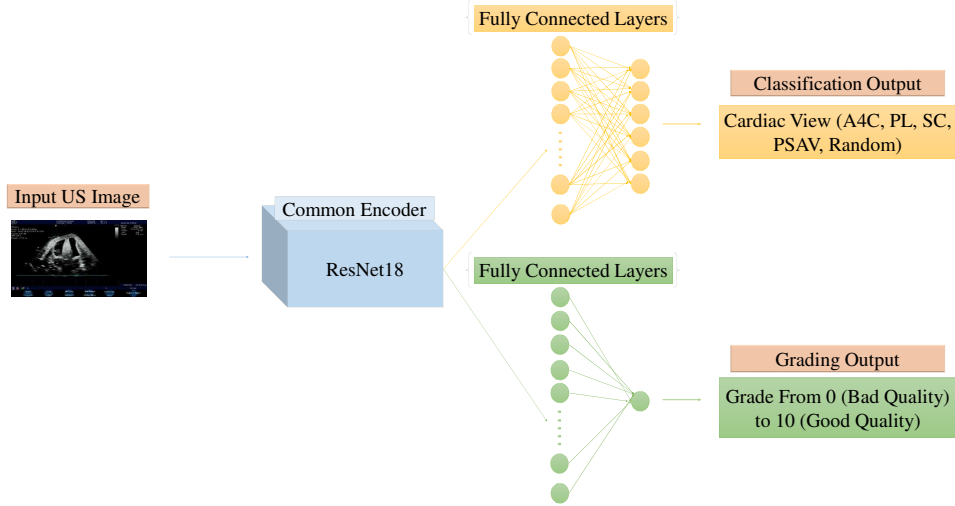 Fully Connected Layers
Classification Output
Cardiac View (A4C, PL, SC,
PSAV, Random)
Input US Image
Common Encoder
ResNet18
Fully Connected Layers
Grading Output
Grade From 0 (Bad Quality)
to 10 (Good Quality)